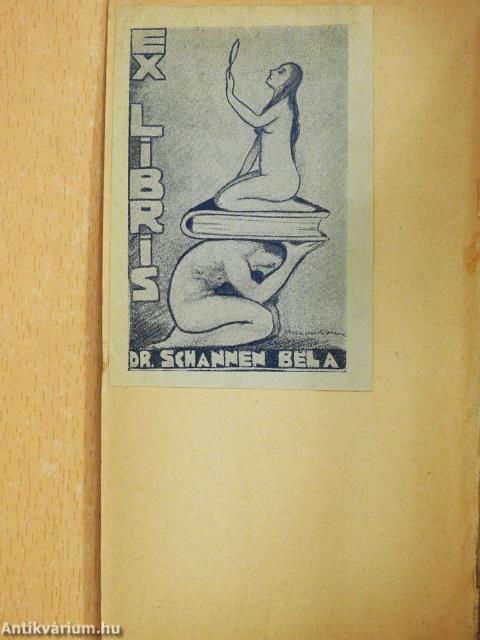 EX LIBRIS
DR. SCHANNEN BÉLA
Antikvárium.hu